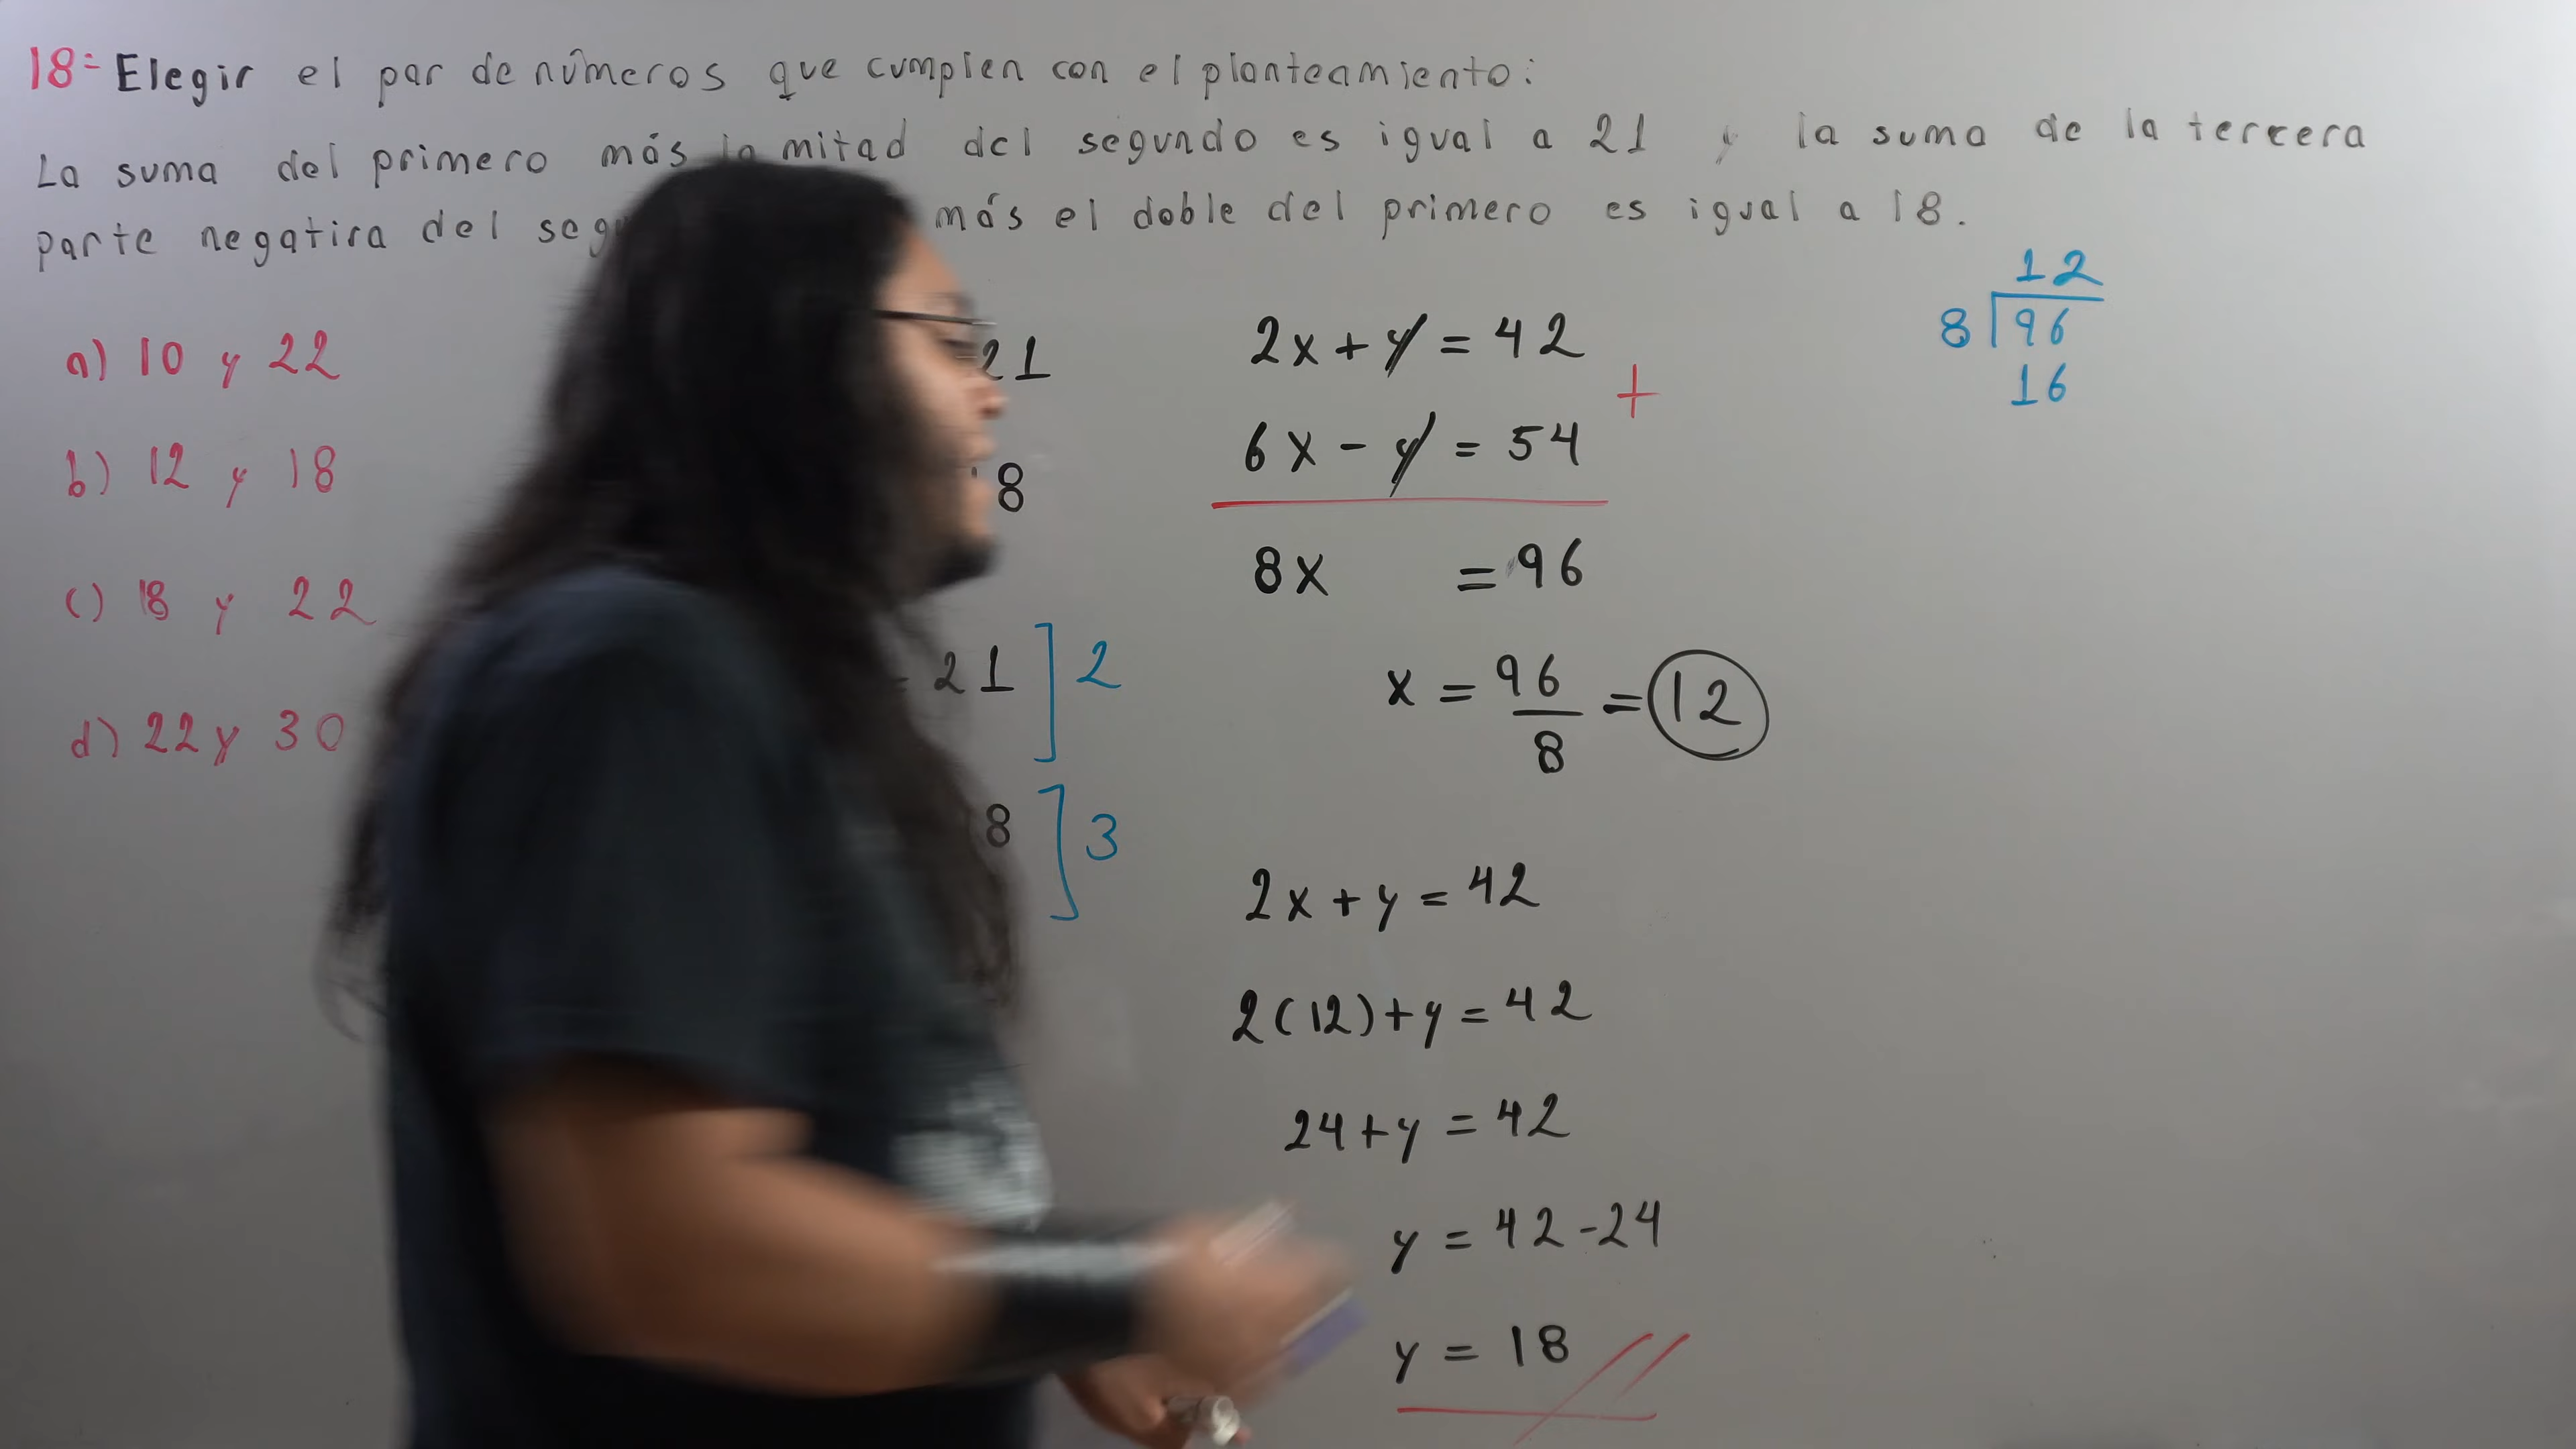 18= Elegir el par de números que cumplen con el planteamiento:
La suma del primero más la mitad del segundo es igual a 21 y la suma de la tercera
parte negativa del más el doble del primero es igual a 18.
a) 10 y 22
b) 12 y 18
c) 18 y 22
d) 22 y 30
21
8
21 ] 2
8 ] 3
2x + y = 42
+
6x - y = 54
8x = 96
x = 96/8 = 12
2x + y = 42
2(12) + y = 42
24 + y = 42
y = 42 - 24
y = 18
12
8 96
16